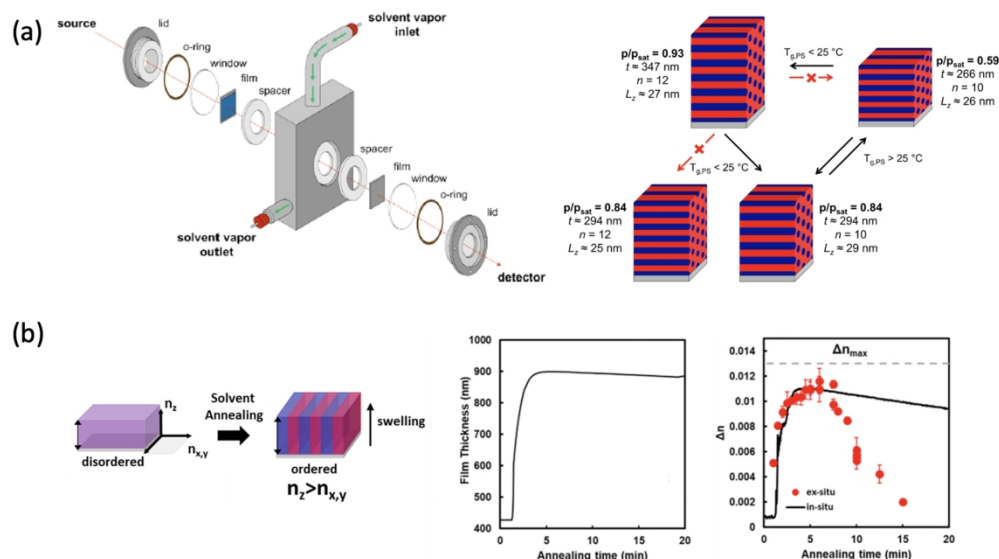 (a)
source
lid
o-ring
window
film
spacer
solvent vapor
inlet
spacer
film
window
o-ring
lid
solvent vapor
outlet
detector
p/psat = 0.93
t ≈ 347 nm
n = 12
Lz ≈ 27 nm
Tg,PS < 25 °C
p/psat = 0.59
t ≈ 266 nm
n = 10
Lz ≈ 26 nm
Tg,PS < 25 °C
Tg,PS > 25 °C
p/psat = 0.84
t ≈ 294 nm
n = 12
Lz ≈ 25 nm
p/psat = 0.84
t ≈ 294 nm
n = 10
Lz ≈ 29 nm
(b)
nz
nx,y
disordered
Solvent
Annealing
swelling
ordered
nz>nx,y
Film Thickness (nm)
1000
900
800
700
600
500
400
0 5 10 15 20
Annealing time (min)
Δn
0.014
0.012
0.01
0.008
0.006
0.004
0.002
0
Δnmax
ex-situ
in-situ
0 5 10 15 20
Annealing time (min)